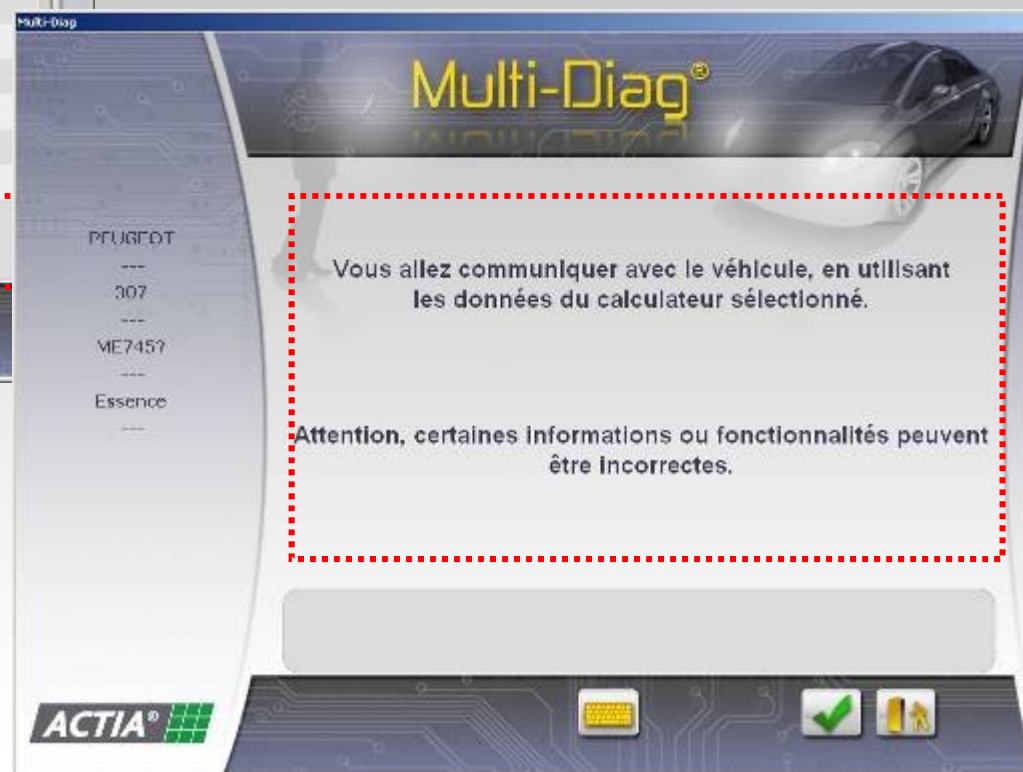 Multi-Diag
Multi-Diag®
PEUGEOT
---
307
---
ME745?
---
Essence
---
Vous allez communiquer avec le véhicule, en utilisant
les données du calculateur sélectionné.
Attention, certaines informations ou fonctionnalités peuvent
être incorrectes.
ACTIA®